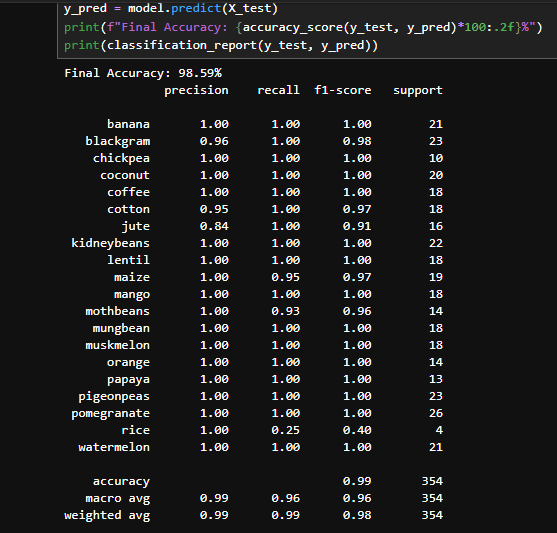 y_pred = model.predict(X_test)
print(f"Final Accuracy: {accuracy_score(y_test, y_pred)*100:.2f}%")
print(classification_report(y_test, y_pred))
Final Accuracy: 98.59%
precision recall f1-score support
banana 1.00 1.00 1.00 21
blackgram 0.96 1.00 0.98 23
chickpea 1.00 1.00 1.00 10
coconut 1.00 1.00 1.00 20
coffee 1.00 1.00 1.00 18
cotton 0.95 1.00 0.97 18
jute 0.84 1.00 0.91 16
kidneybeans 1.00 1.00 1.00 22
lentil 1.00 1.00 1.00 18
maize 1.00 0.95 0.97 19
mango 1.00 1.00 1.00 18
mothbeans 1.00 0.93 0.96 14
mungbean 1.00 1.00 1.00 18
muskmelon 1.00 1.00 1.00 18
orange 1.00 1.00 1.00 14
papaya 1.00 1.00 1.00 13
pigeonpeas 1.00 1.00 1.00 23
pomegranate 1.00 1.00 1.00 26
rice 1.00 0.25 0.40 4
watermelon 1.00 1.00 1.00 21
accuracy 0.99 354
macro avg 0.99 0.96 0.96 354
weighted avg 0.99 0.99 0.98 354